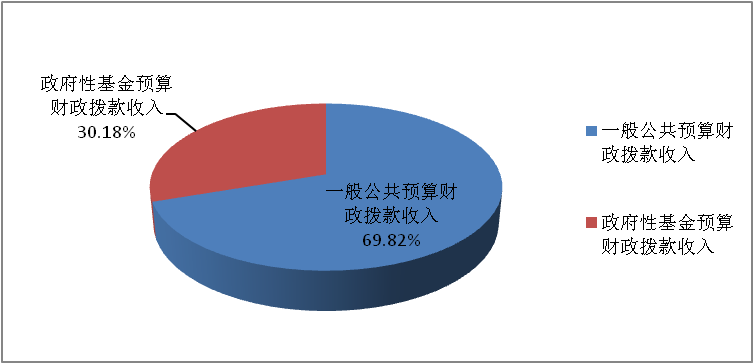 政府性基金预算
财政拨款收入
30.18%
一般公共预算财
政拨款收入
69.82%
一般公共预算财
政拨款收入
政府性基金预算
财政拨款收入